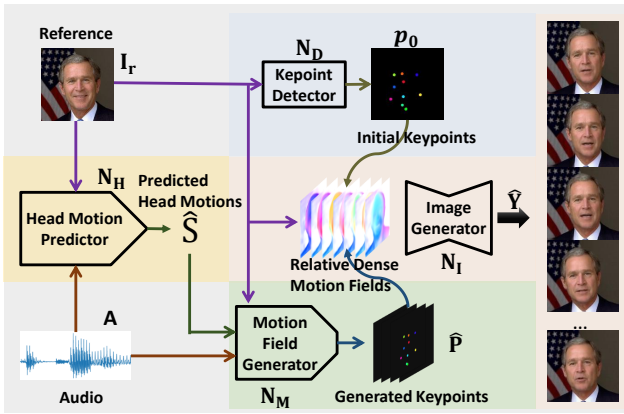 Reference
I_r
N_D
Kepoint
Detector
p_0
Initial Keypoints
N_H
Predicted
Head Motions
Head Motion
Predictor
Ŝ
Image
Generator
N_I
Ŷ
Relative Dense
Motion Fields
A
Audio
Motion
Field
Generator
N_M
P̂
Generated Keypoints
...